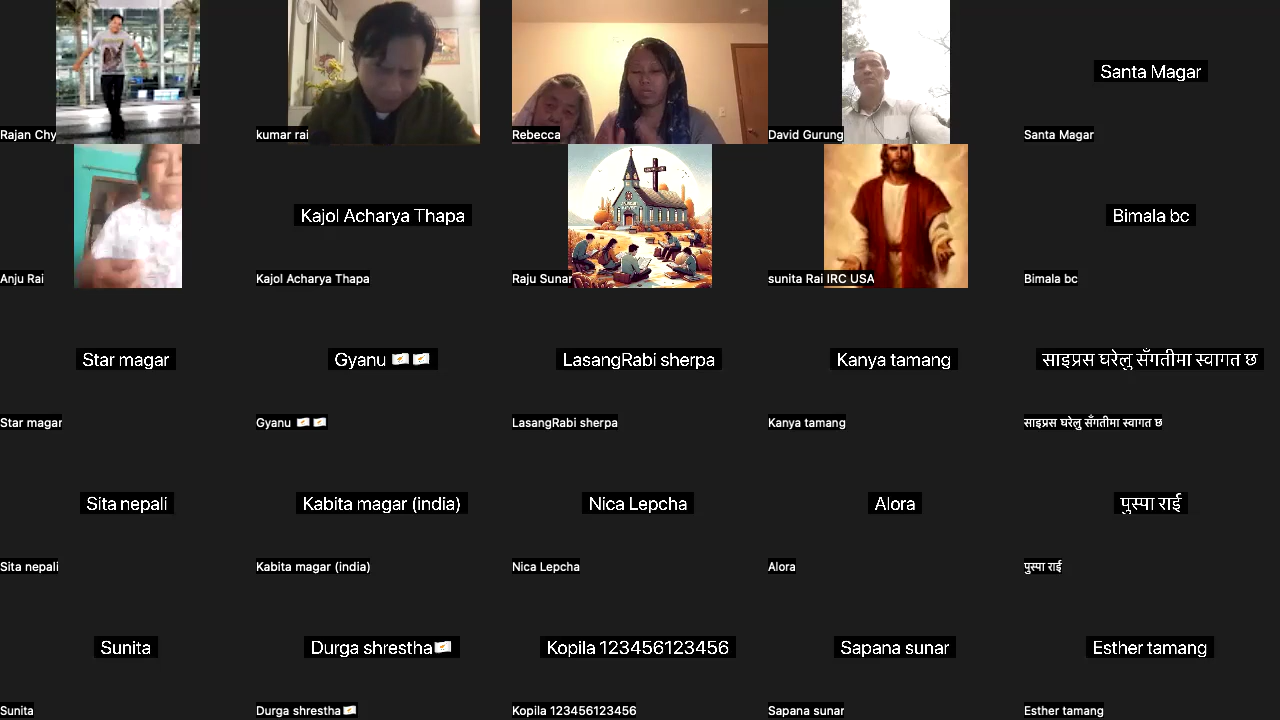 Rajan Chy
kumar rai
Rebecca
David Gurung
Santa Magar
Santa Magar
Anju Rai
Kajol Acharya Thapa
Kajol Acharya Thapa
Raju Sunar
sunita Rai IRC USA
Bimala bc
Bimala bc
Star magar
Star magar
Gyanu 🇨🇾🇨🇾
Gyanu 🇨🇾🇨🇾
LasangRabi sherpa
LasangRabi sherpa
Kanya tamang
Kanya tamang
साइप्रस घरेलु सँगतीमा स्वागत छ
साइप्रस घरेलु सँगतीमा स्वागत छ
Sita nepali
Sita nepali
Kabita magar (india)
Kabita magar (india)
Nica Lepcha
Nica Lepcha
Alora
Alora
पुस्पा राई
पुस्पा राई
Sunita
Sunita
Durga shrestha🇨🇾
Durga shrestha🇨🇾
Kopila 123456123456
Kopila 123456123456
Sapana sunar
Sapana sunar
Esther tamang
Esther tamang